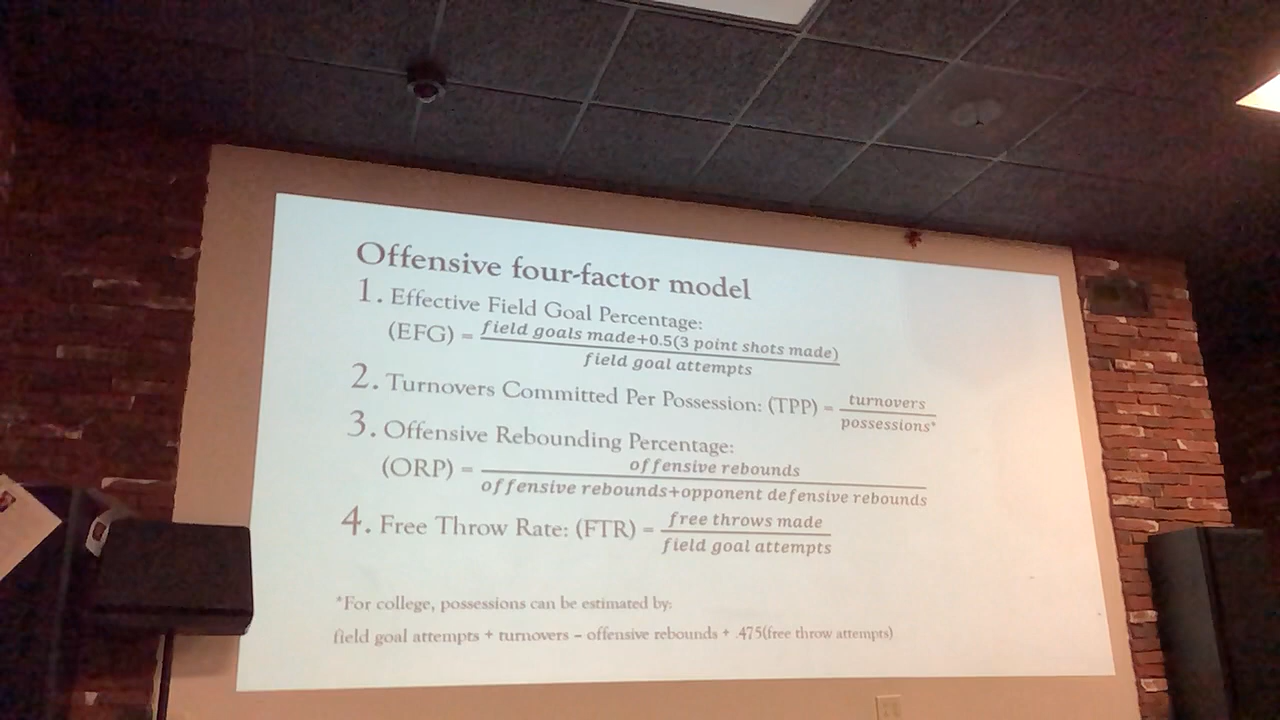 Offensive four-factor model
1. Effective Field Goal Percentage:
(EFG) = field goals made+0.5(3 point shots made)
field goal attempts
2. Turnovers Committed Per Possession: (TPP) = turnovers
possessions*
3. Offensive Rebounding Percentage:
(ORP) = offensive rebounds
offensive rebounds+opponent defensive rebounds
4. Free Throw Rate: (FTR) = free throws made
field goal attempts
*For college, possessions can be estimated by:
field goal attempts + turnovers – offensive rebounds + .475(free throw attempts)